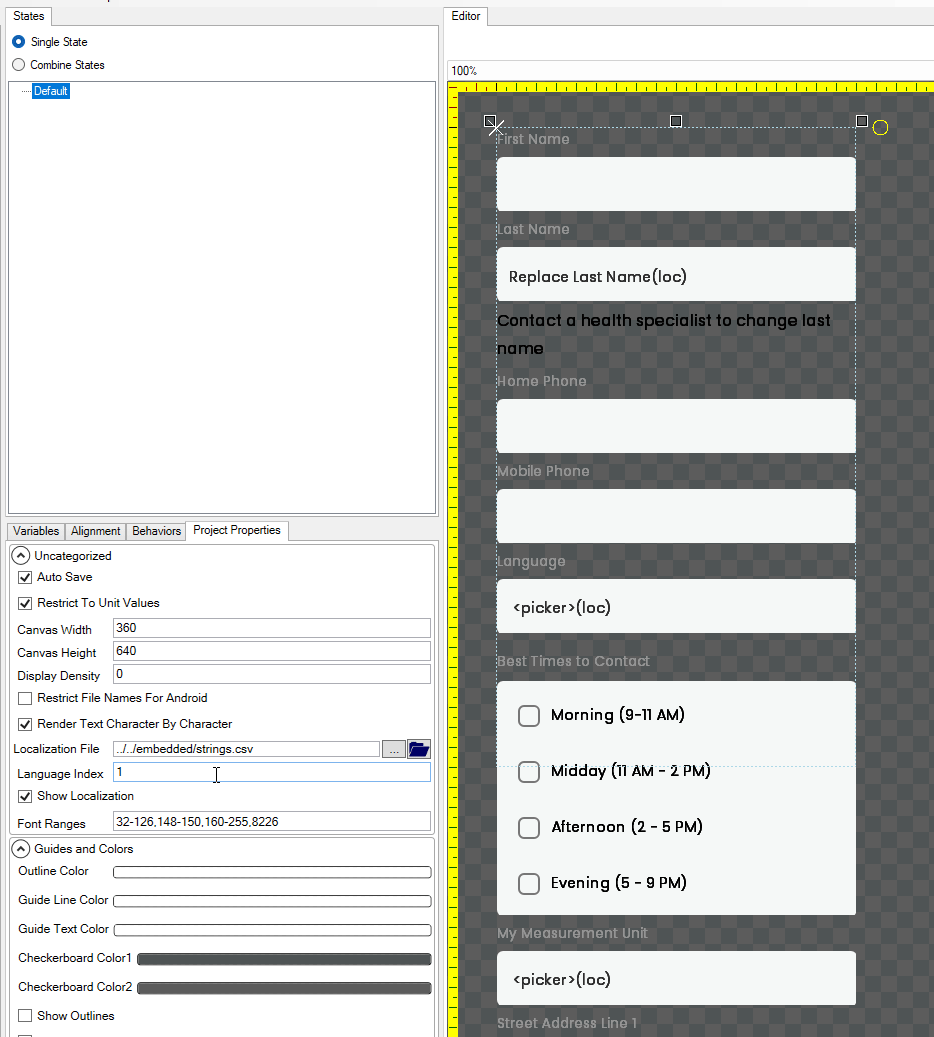 States
Single State
Combine States
Default
Variables
Alignment
Behaviors
Project Properties
Uncategorized
Auto Save
Restrict To Unit Values
Canvas Width 360
Canvas Height 640
Display Density 0
Restrict File Names For Android
Render Text Character By Character
Localization File ../../embedded/strings.csv ...
Language Index 1
Show Localization
Font Ranges 32-126,148-150,160-255,8226
Guides and Colors
Outline Color
Guide Line Color
Guide Text Color
Checkerboard Color1
Checkerboard Color2
Show Outlines
Editor
100%
First Name
Last Name
Replace Last Name(loc)
Contact a health specialist to change last
name
Home Phone
Mobile Phone
Language
<picker>(loc)
Best Times to Contact
Morning (9-11 AM)
Midday (11 AM - 2 PM)
Afternoon (2 - 5 PM)
Evening (5 - 9 PM)
My Measurement Unit
<picker>(loc)
Street Address Line 1